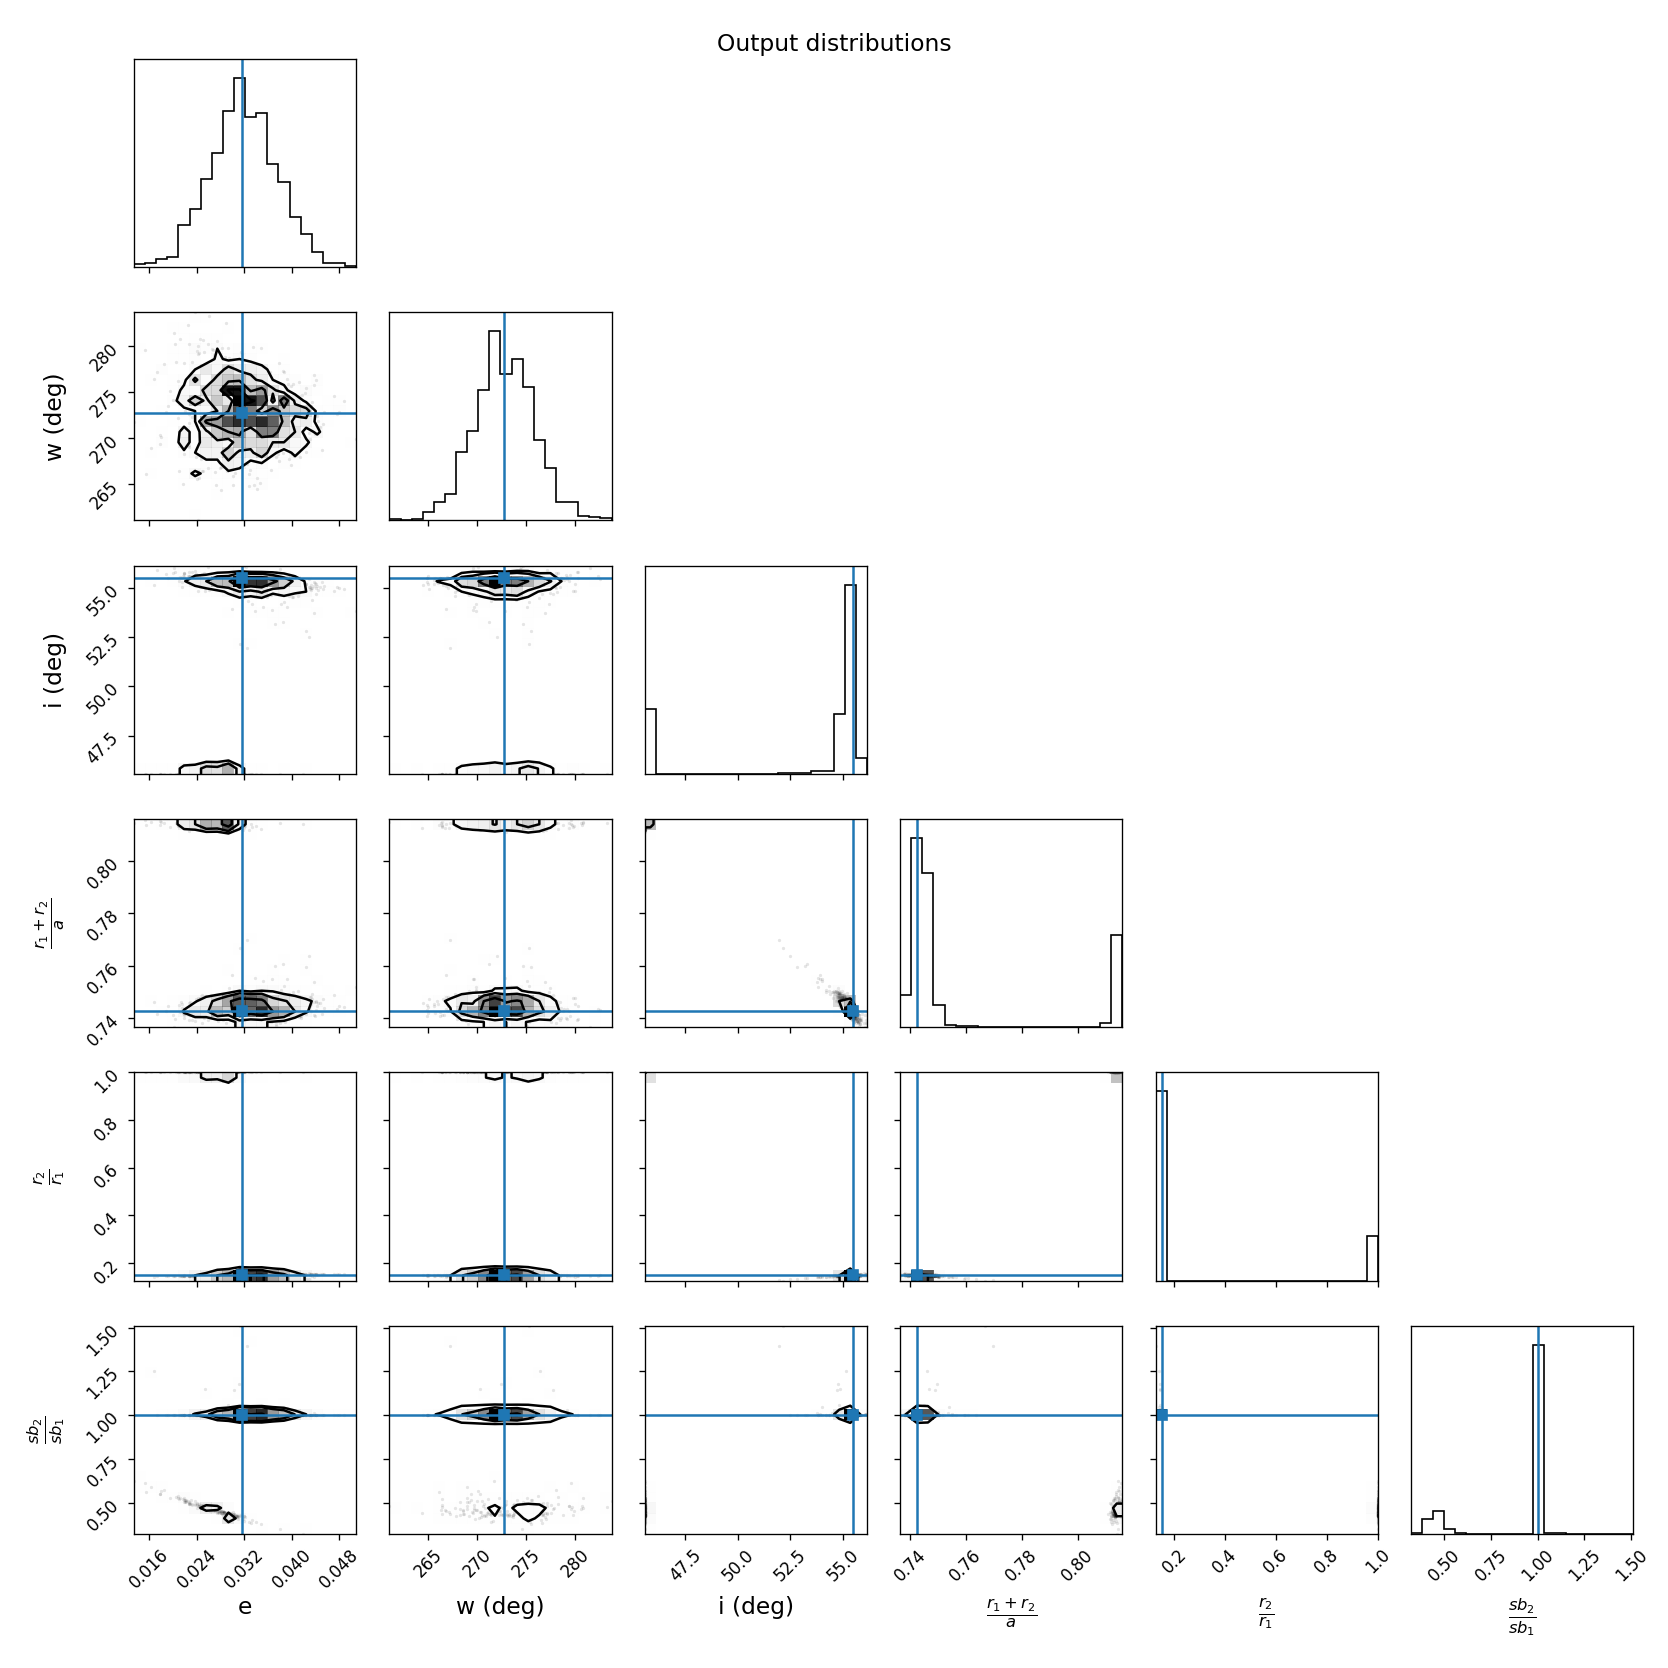 Output distributions
280
275
270
265
w (deg)
55.0
52.5
50.0
47.5
i (deg)
0.80
0.78
0.76
0.74
r₁ + r₂
a
1.0
0.8
0.6
0.4
0.2
r₂
r₁
1.50
1.25
1.00
0.75
0.50
sb₂
sb₁
0.016 0.024 0.032 0.040 0.048 265 270 275 280 47.5 50.0 52.5 55.0 0.74 0.76 0.78 0.80 0.2 0.4 0.6 0.8 1.0 0.50 0.75 1.00 1.25 1.50
e w (deg) i (deg) r₁ + r₂ r₂ sb₂
a r₁ sb₁